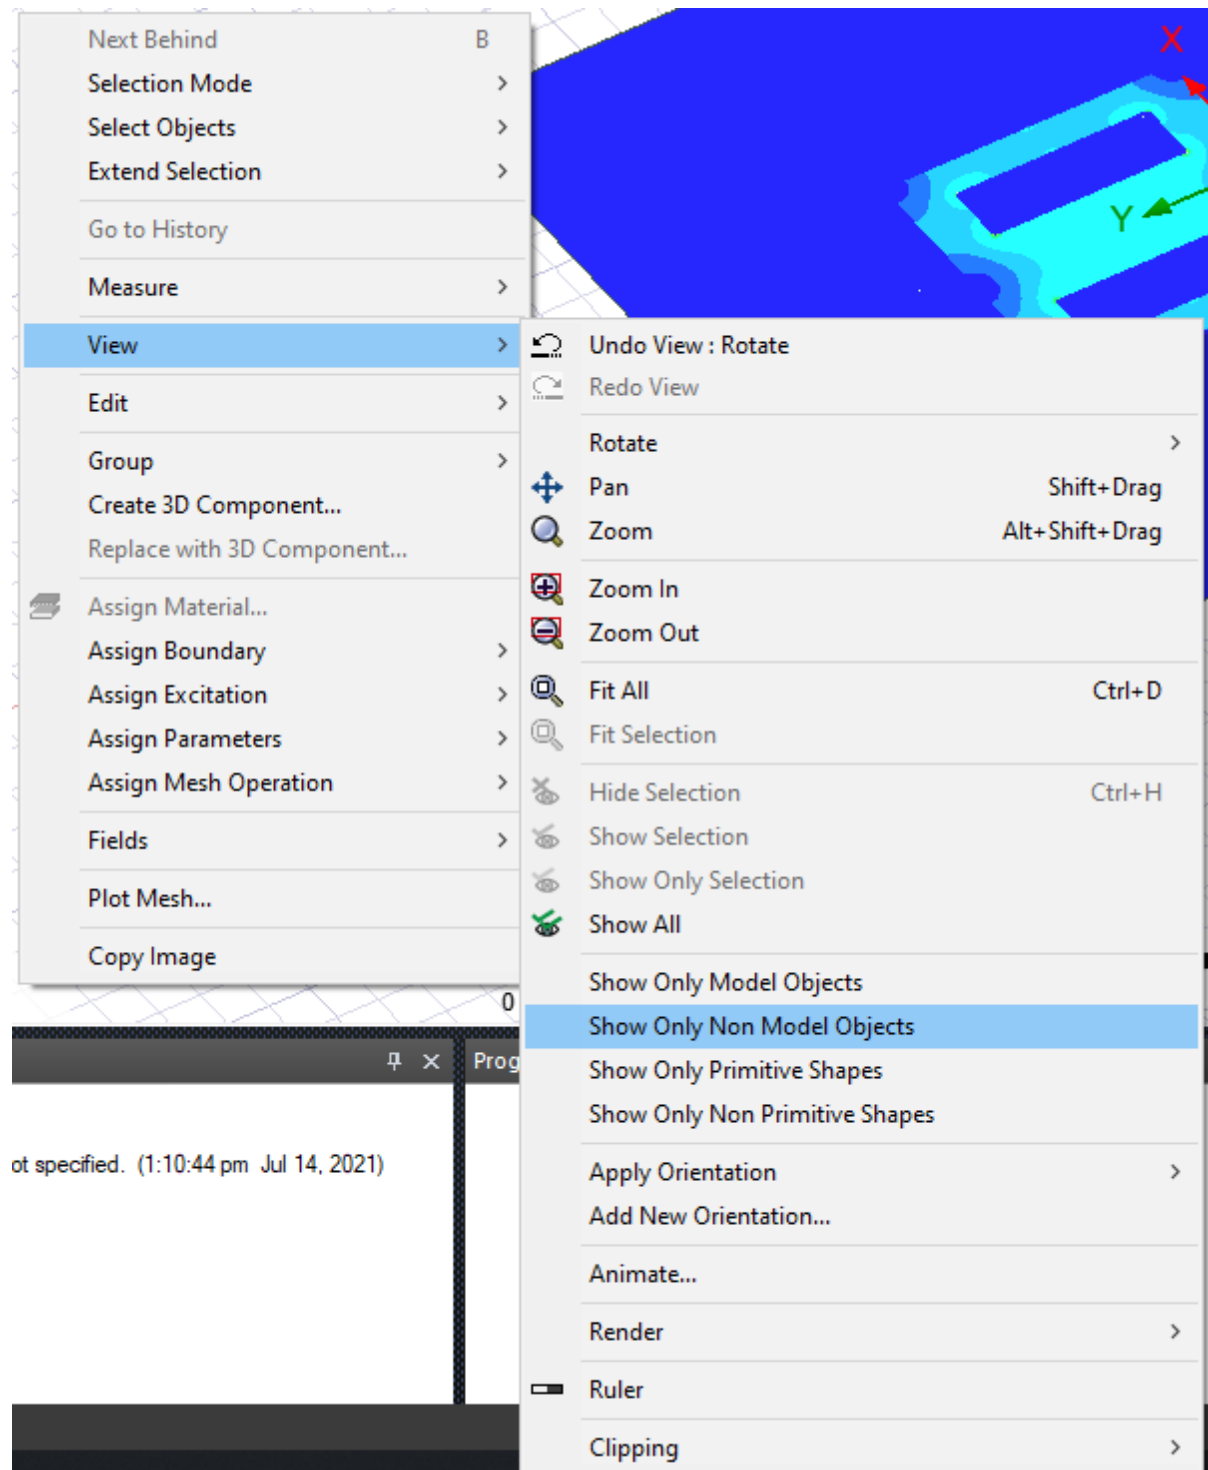 Next Behind B
Selection Mode
Select Objects
Extend Selection
Go to History
Measure
View
Edit
Group
Create 3D Component...
Replace with 3D Component...
Assign Material...
Assign Boundary
Assign Excitation
Assign Parameters
Assign Mesh Operation
Fields
Plot Mesh...
Copy Image
X
Y
Undo View : Rotate
Redo View
Rotate
Pan Shift+Drag
Zoom Alt+Shift+Drag
Zoom In
Zoom Out
Fit All Ctrl+D
Fit Selection
Hide Selection Ctrl+H
Show Selection
Show Only Selection
Show All
Show Only Model Objects
Show Only Non Model Objects
Show Only Primitive Shapes
Show Only Non Primitive Shapes
Apply Orientation
Add New Orientation...
Animate...
Render
Ruler
Clipping
0
Prog
ot specified. (1:10:44 pm Jul 14, 2021)